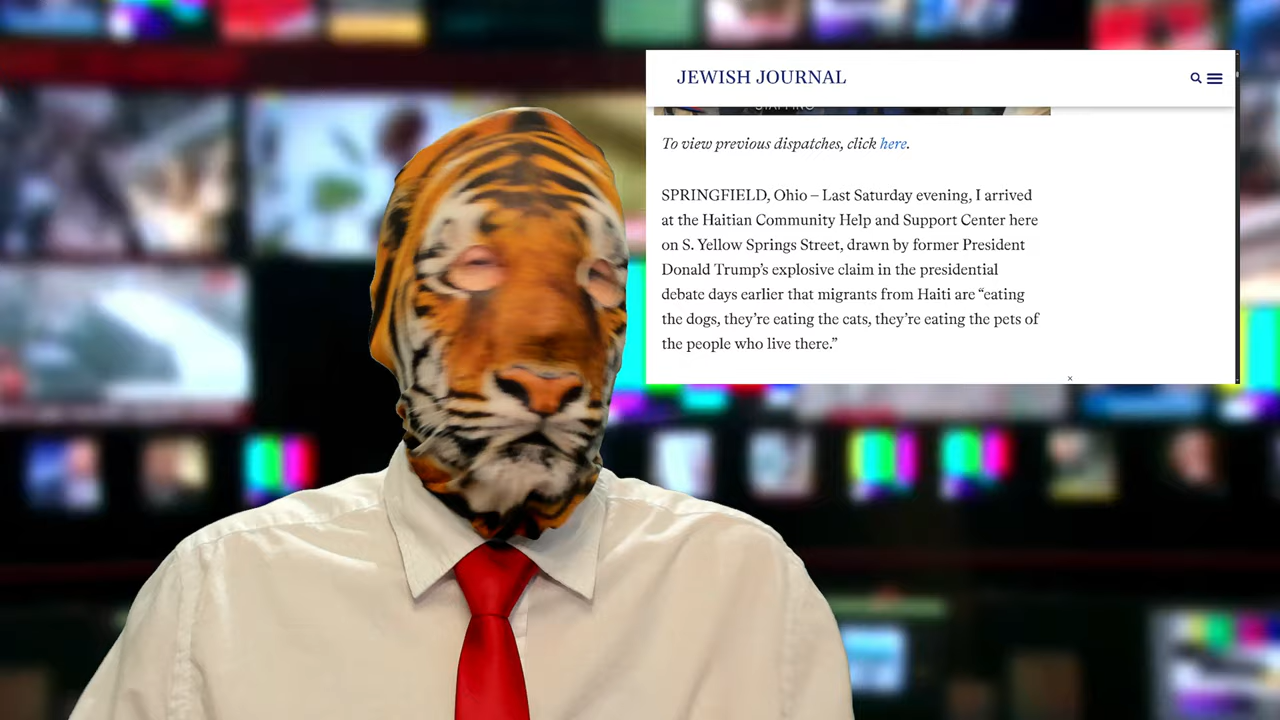 JEWISH JOURNAL
To view previous dispatches, click here.
SPRINGFIELD, Ohio – Last Saturday evening, I arrived
at the Haitian Community Help and Support Center here
on S. Yellow Springs Street, drawn by former President
Donald Trump’s explosive claim in the presidential
debate days earlier that migrants from Haiti are “eating
the dogs, they’re eating the cats, they’re eating the pets of
the people who live there.”